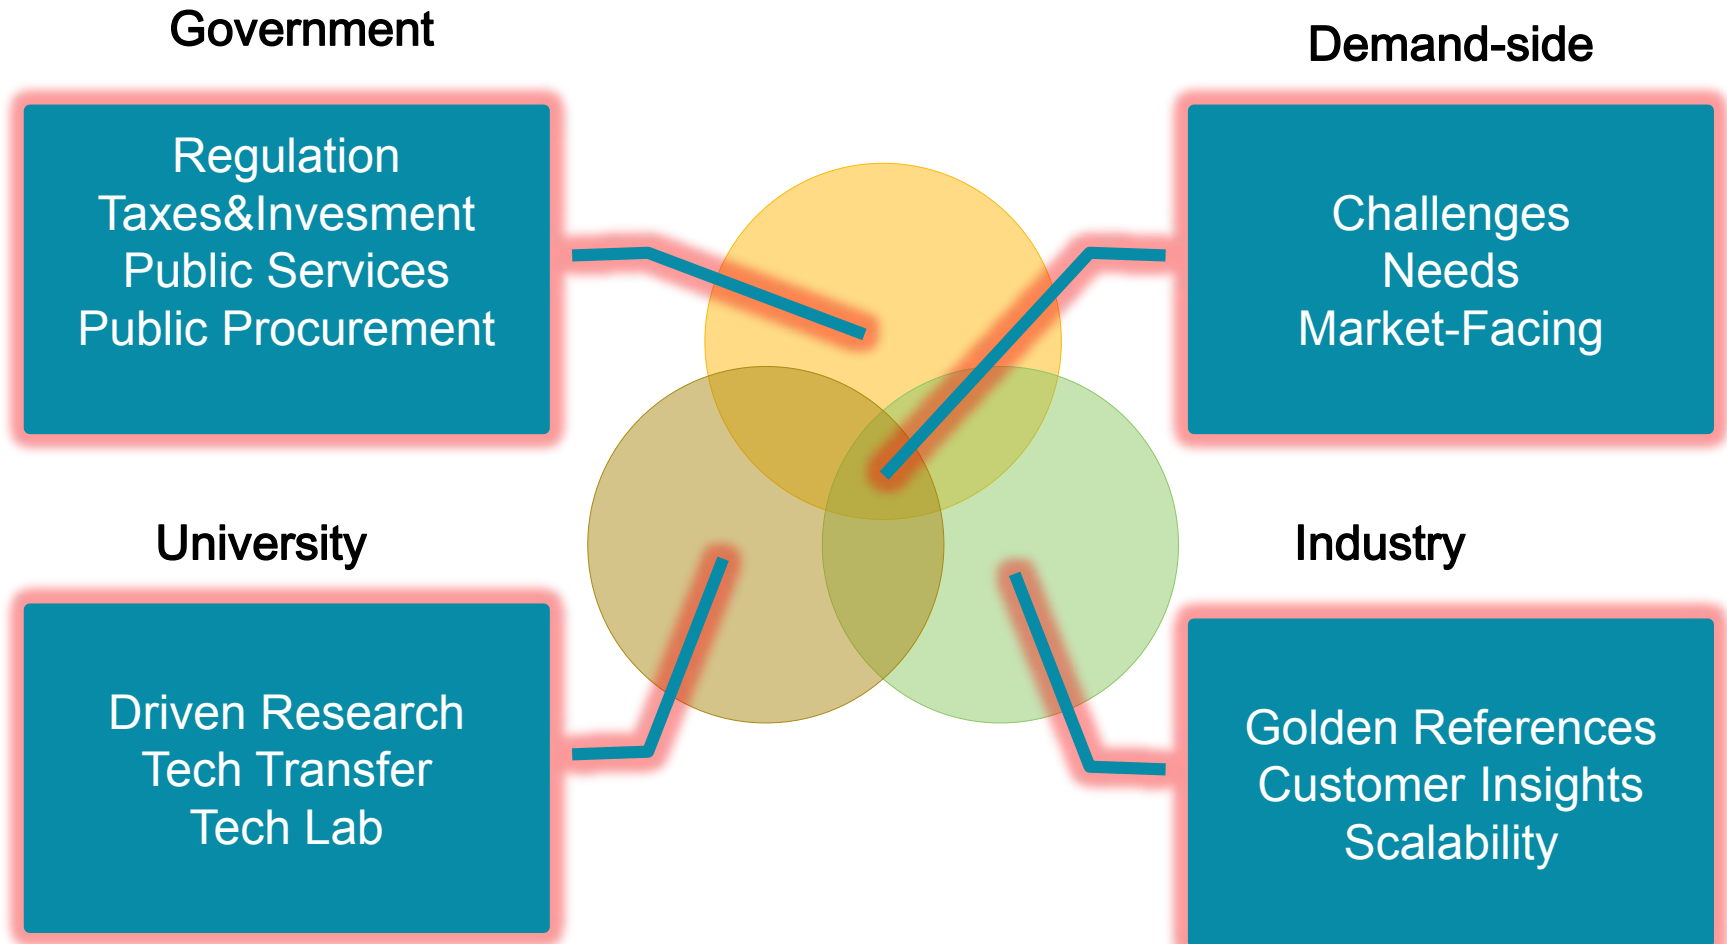 Government
Regulation
Taxes&Invesment
Public Services
Public Procurement
Demand-side
Challenges
Needs
Market-Facing
University
Driven Research
Tech Transfer
Tech Lab
Industry
Golden References
Customer Insights
Scalability